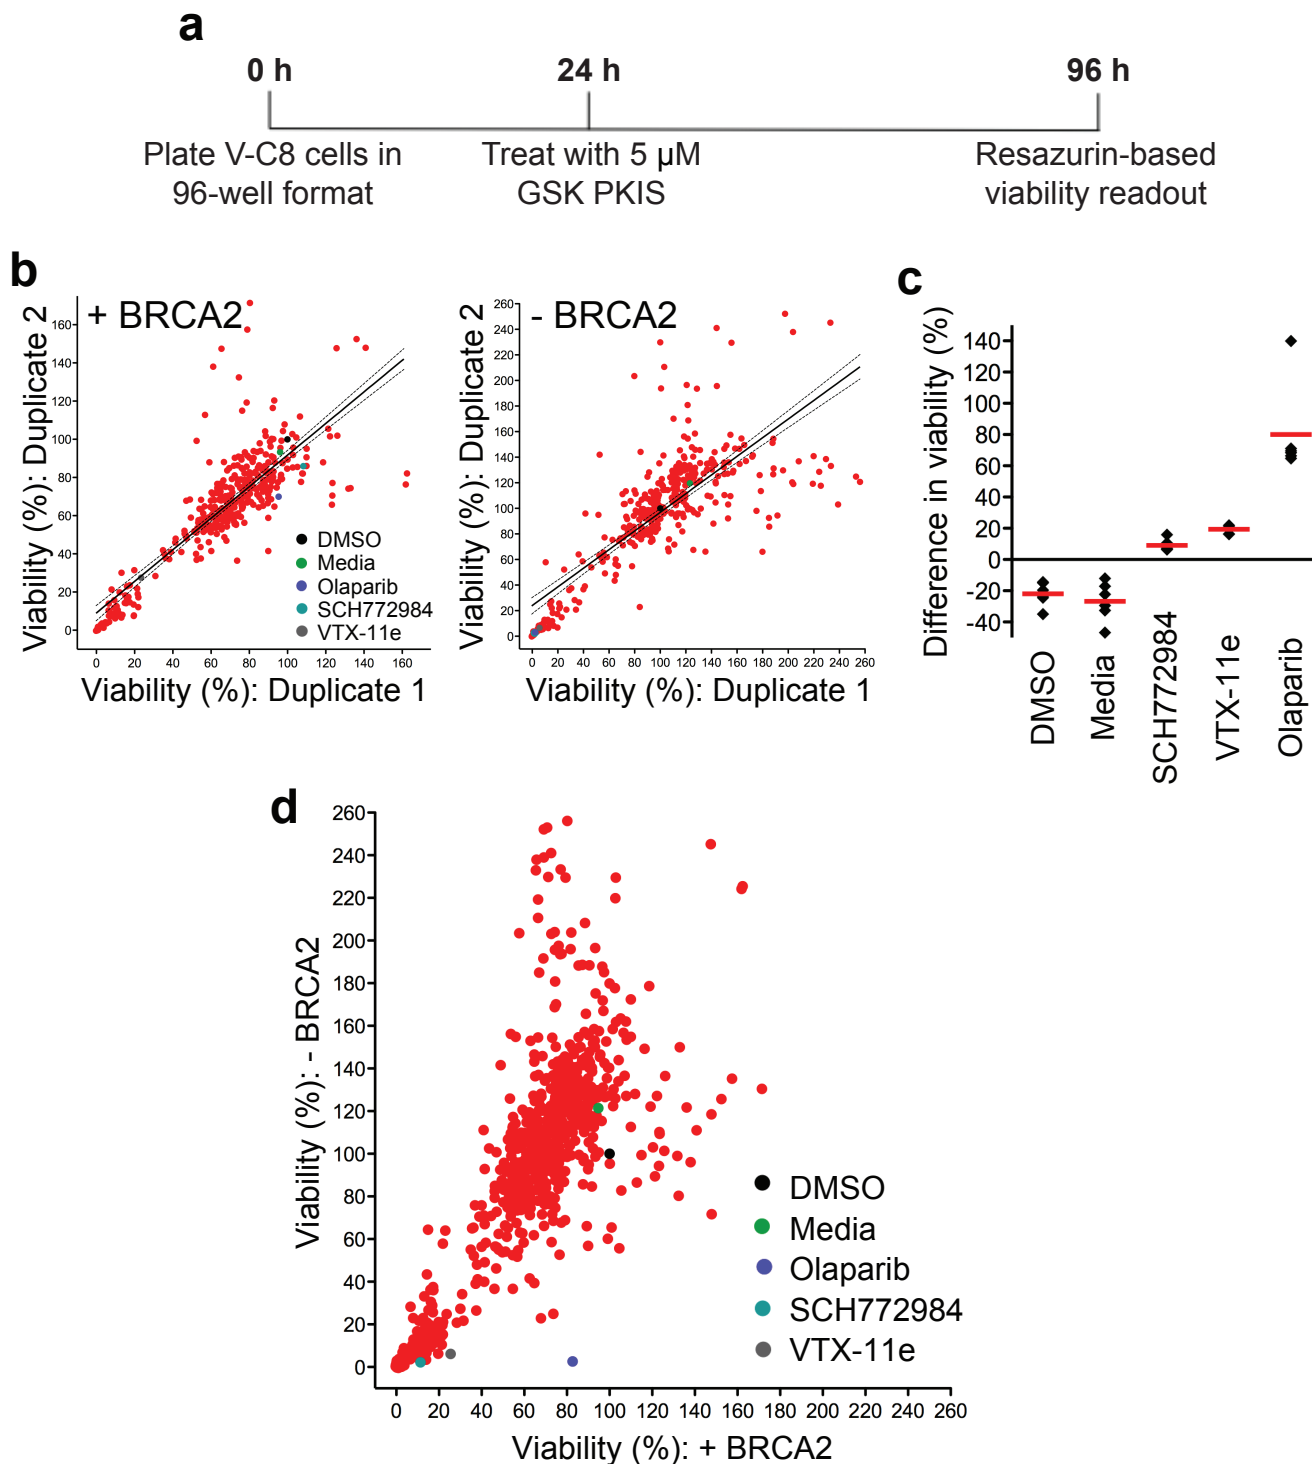 a
0 h
24 h
96 h
Plate V-C8 cells in
96-well format
Treat with 5 µM
GSK PKIS
Resazurin-based
viability readout
b
+ BRCA2
Viability (%): Duplicate 2
160
140
120
100
80
60
40
20
0
0 20 40 60 80 100 120 140 160
Viability (%): Duplicate 1
DMSO
Media
Olaparib
SCH772984
VTX-11e
- BRCA2
Viability (%): Duplicate 2
260
240
220
200
180
160
140
120
100
80
60
40
20
0
0 20 40 60 80 100 120 140 160 180 200 220 240 260
Viability (%): Duplicate 1
c
Difference in viability (%)
140
120
100
80
60
40
20
0
-20
-40
DMSO
Media
SCH772984
VTX-11e
Olaparib
d
Viability (%): - BRCA2
260
240
220
200
180
160
140
120
100
80
60
40
20
0
0 20 40 60 80 100 120 140 160 180 200 220 240 260
Viability (%): + BRCA2
DMSO
Media
Olaparib
SCH772984
VTX-11e